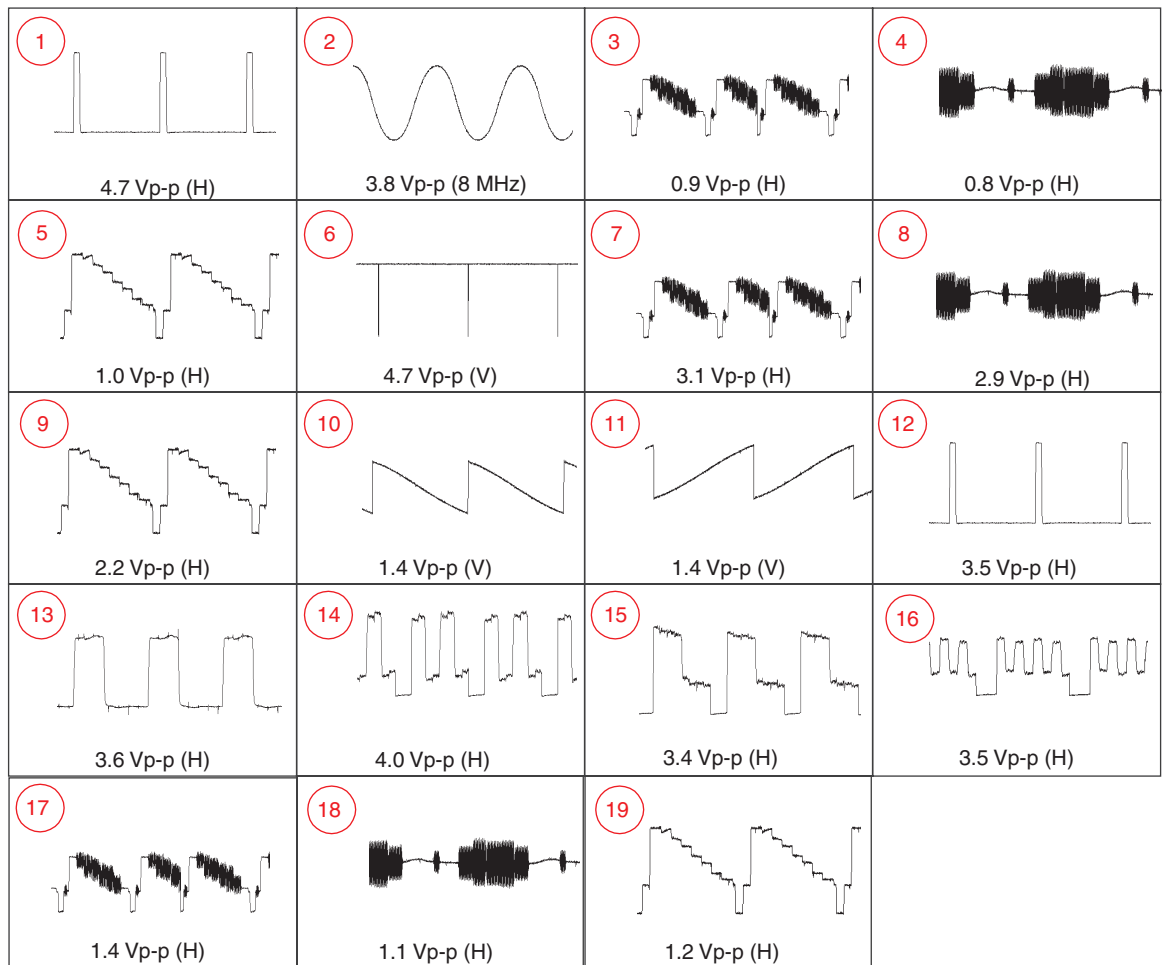 1
4.7 Vp-p (H)
2
3.8 Vp-p (8 MHz)
3
0.9 Vp-p (H)
4
0.8 Vp-p (H)
5
1.0 Vp-p (H)
6
4.7 Vp-p (V)
7
3.1 Vp-p (H)
8
2.9 Vp-p (H)
9
2.2 Vp-p (H)
10
1.4 Vp-p (V)
11
1.4 Vp-p (V)
12
3.5 Vp-p (H)
13
3.6 Vp-p (H)
14
4.0 Vp-p (H)
15
3.4 Vp-p (H)
16
3.5 Vp-p (H)
17
1.4 Vp-p (H)
18
1.1 Vp-p (H)
19
1.2 Vp-p (H)